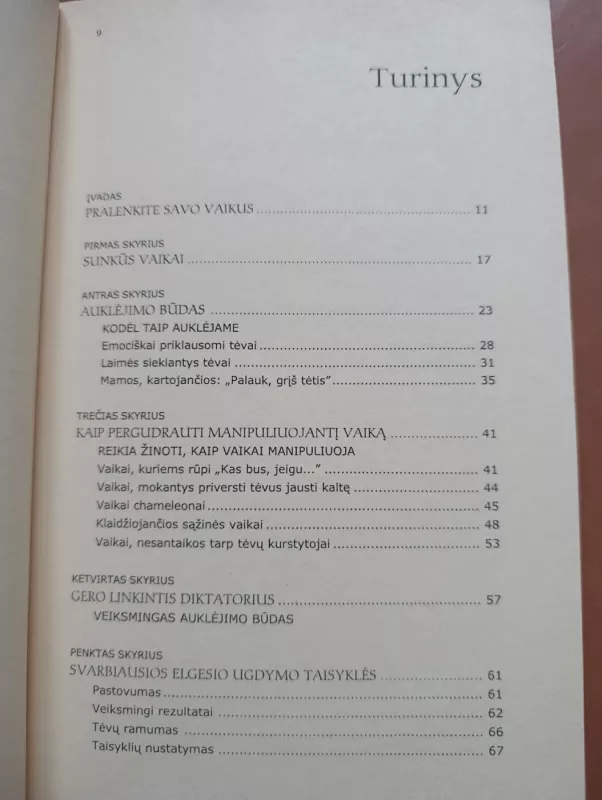 9
Turinys
ĮVADAS
PRALENKITE SAVO VAIKUS ........ 11
PIRMAS SKYRIUS
SUNKŪS VAIKAI ........ 17
ANTRAS SKYRIUS
AUKLĖJIMO BŪDAS ........ 23
KODĖL TAIP AUKLĖJAME
Emociškai priklausomi tėvai ........ 28
Laimės siekiantys tėvai ........ 31
Mamos, kartojančios: „Palauk, grįš tėtis” ........ 35
TREČIAS SKYRIUS
KAIP PERGUDRAUTI MANIPULIUOJANTĮ VAIKĄ ........ 41
REIKIA ŽINOTI, KAIP VAIKAI MANIPULIUOJA
Vaikai, kuriems rūpi „Kas bus, jeigu...” ........ 41
Vaikai, mokantys priversti tėvus jausti kaltę ........ 44
Vaikai chameleonai ........ 45
Klaidžiojančios sąžinės vaikai ........ 48
Vaikai, nesantaikos tarp tėvų kurstytojai ........ 53
KETVIRTAS SKYRIUS
GERO LINKINTIS DIKTATORIUS ........ 57
VEIKSMINGAS AUKLĖJIMO BŪDAS
PENKTAS SKYRIUS
SVARBIAUSIOS ELGESIO UGDYMO TAISYKLĖS ........ 61
Pastovumas ........ 61
Veiksmingi rezultatai ........ 62
Tėvų ramumas ........ 66
Taisyklių nustatymas ........ 67